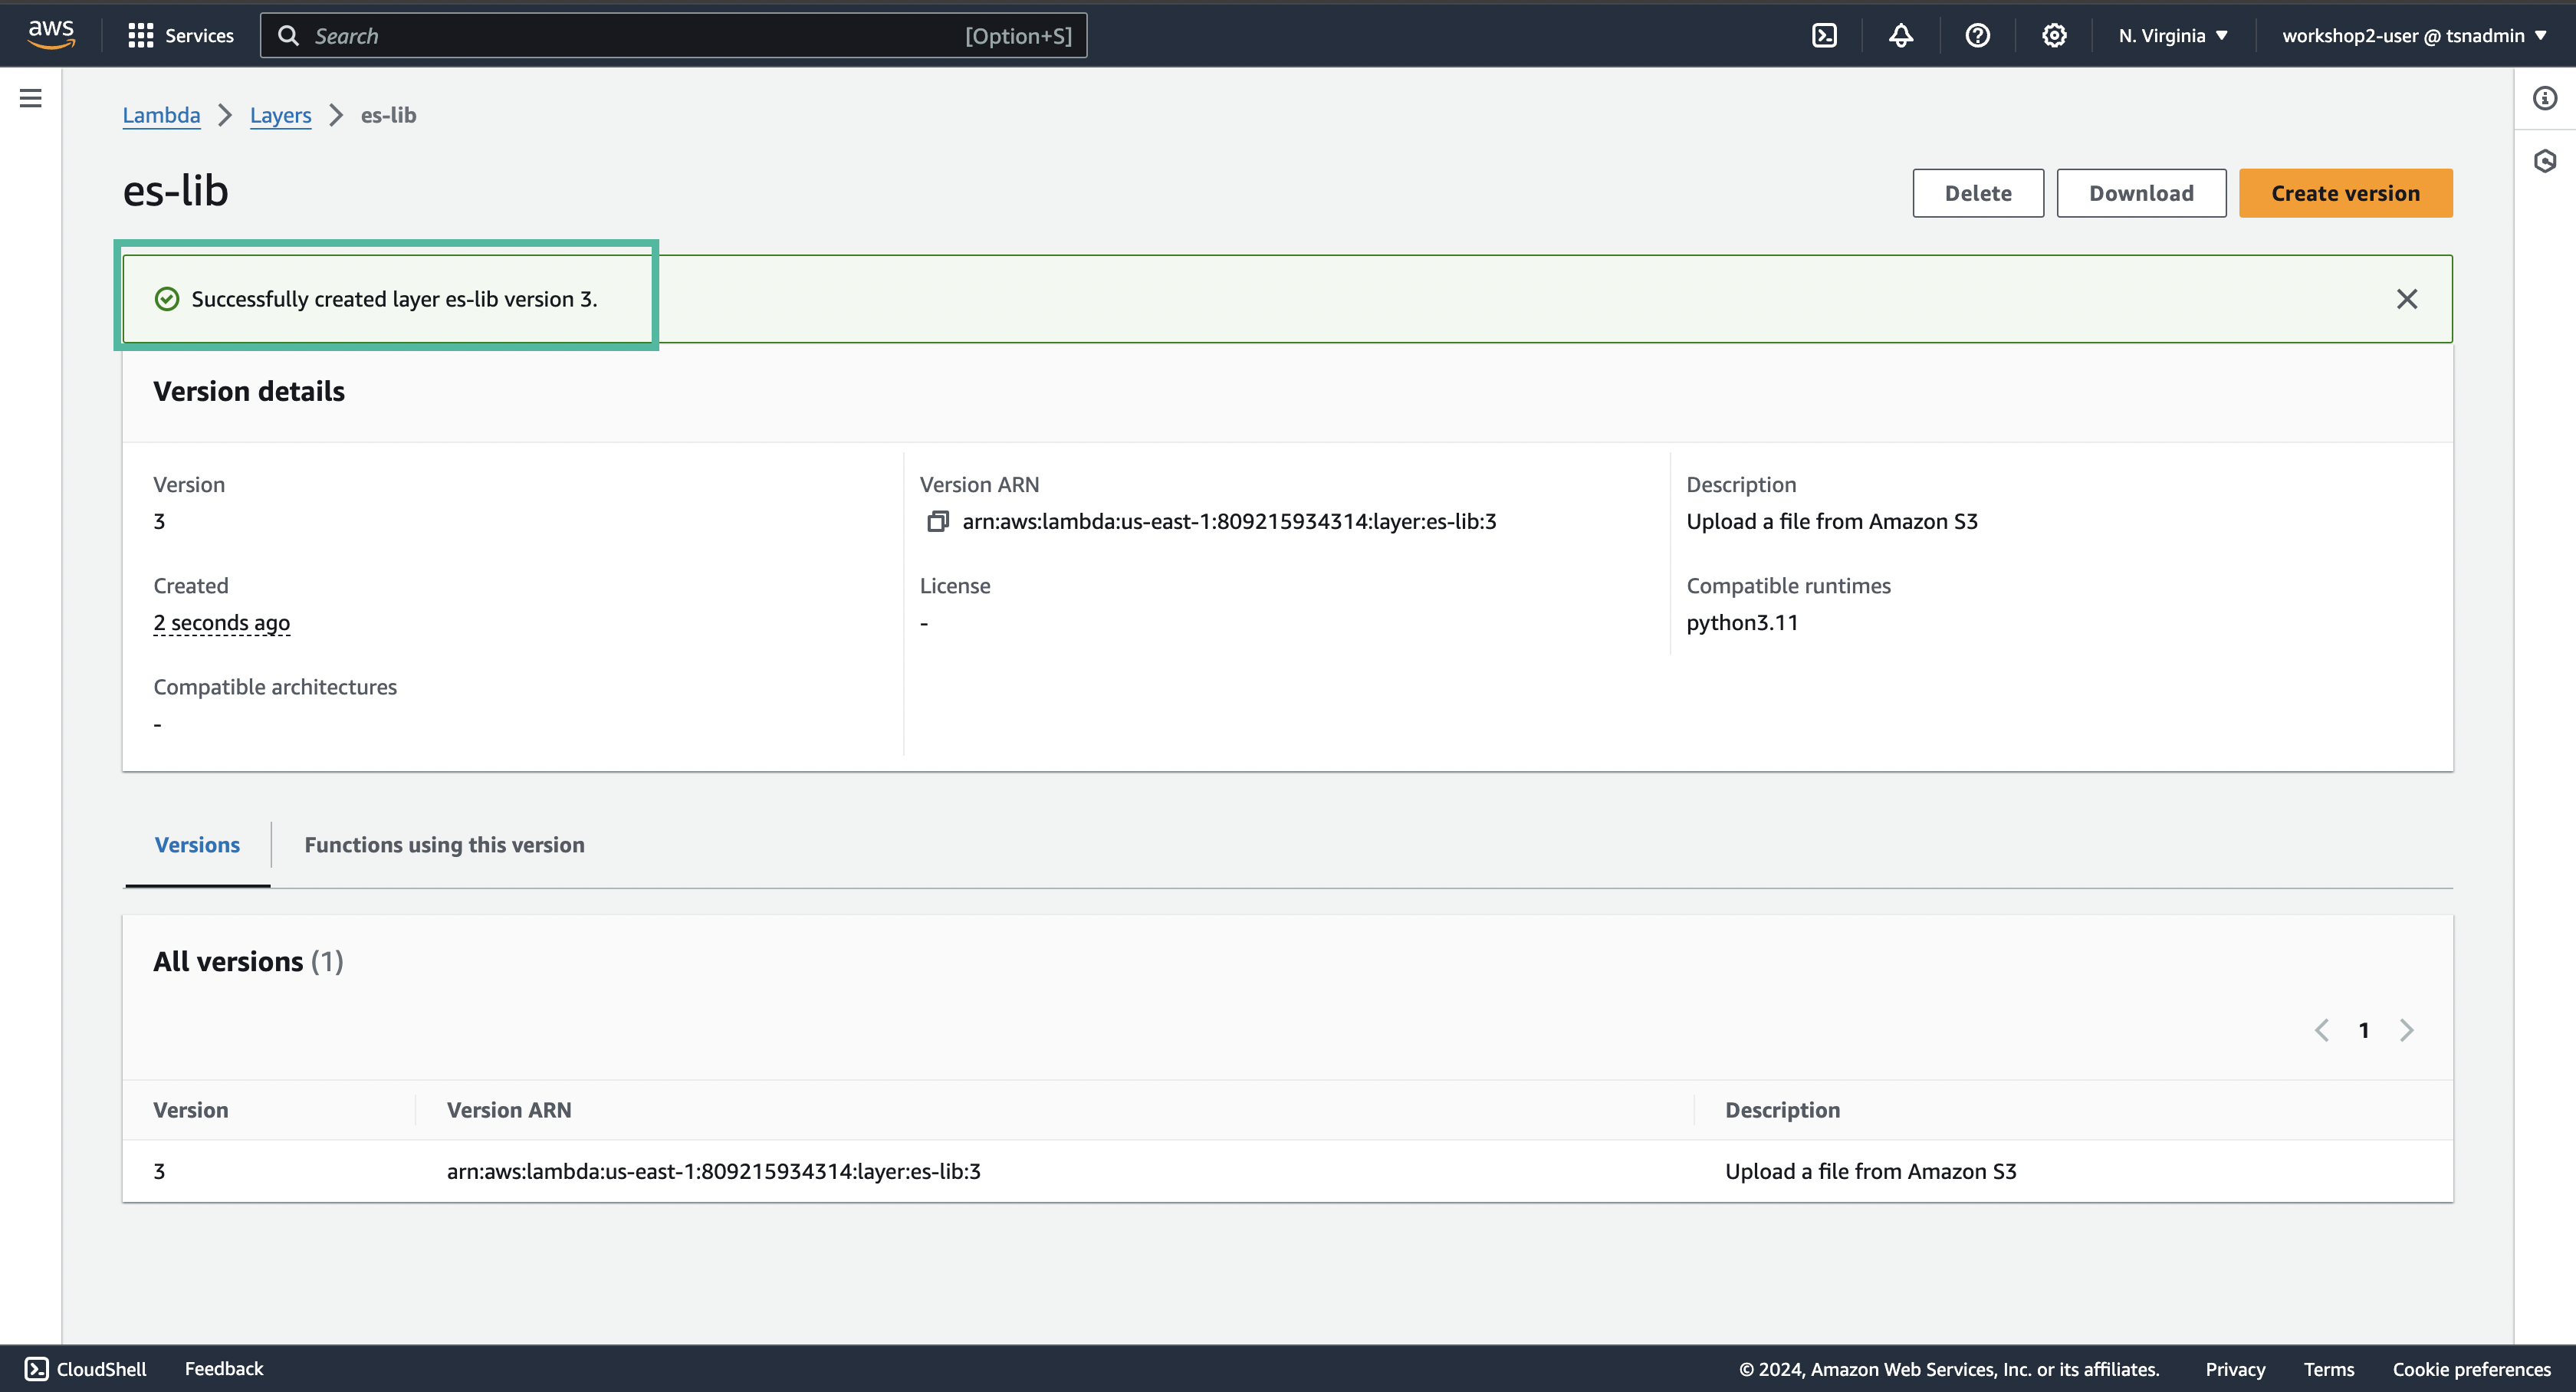 aws Services Search [Option+S] N. Virginia workshop2-user @ tsnadmin
Lambda Layers es-lib
es-lib Delete Download Create version
Successfully created layer es-lib version 3.
Version details
Version Version ARN Description
3 arn:aws:lambda:us-east-1:809215934314:layer:es-lib:3 Upload a file from Amazon S3
Created License Compatible runtimes
2 seconds ago - python3.11
Compatible architectures
-
Versions Functions using this version
All versions (1)
1
Version Version ARN Description
3 arn:aws:lambda:us-east-1:809215934314:layer:es-lib:3 Upload a file from Amazon S3
CloudShell Feedback © 2024, Amazon Web Services, Inc. or its affiliates. Privacy Terms Cookie preferences